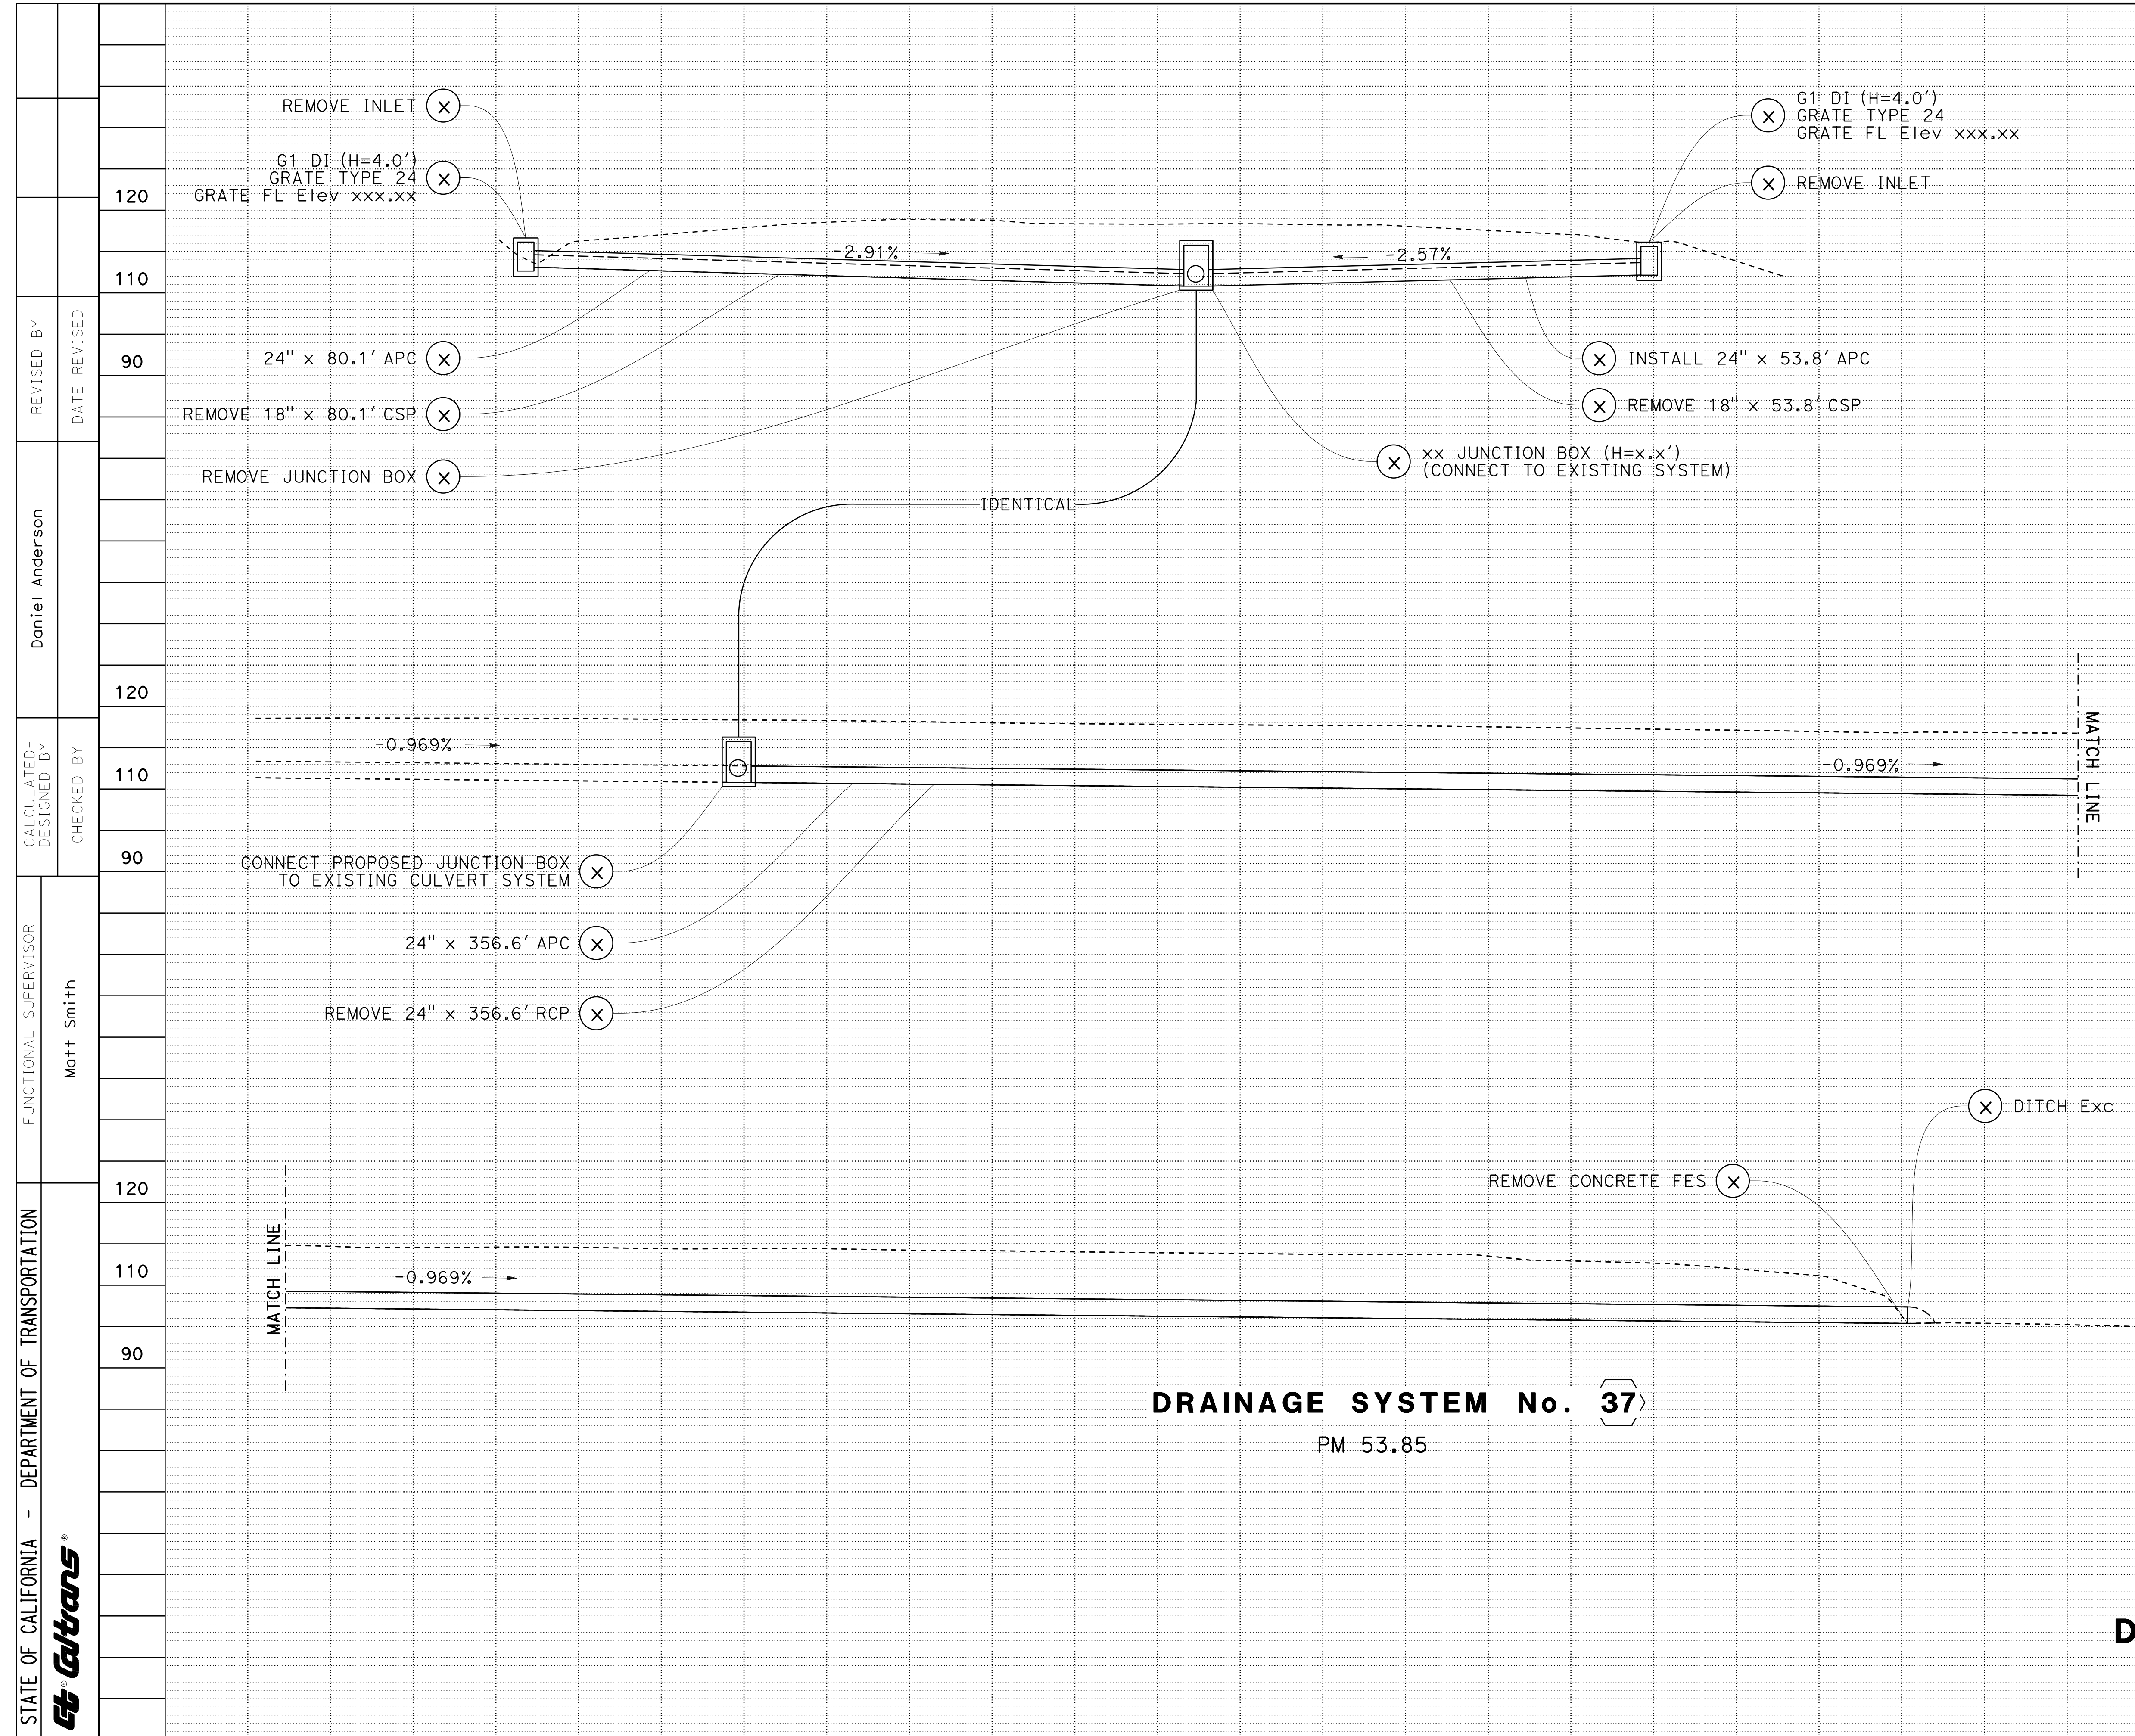 REMOVE INLET X
G1 DI (H=4.0')
GRATE TYPE 24
GRATE FL Elev xxx.xx
X
X
G1 DI (H=4.0')
GRATE TYPE 24
GRATE FL Elev xxx.xx
X REMOVE INLET
120
110
90
-2.91%
-2.57%
24" x 80.1' APC X
REMOVE 18" x 80.1' CSP X
REMOVE JUNCTION BOX X
X INSTALL 24" x 53.8' APC
X REMOVE 18" x 53.8' CSP
X
xx JUNCTION BOX (H=x.x')
(CONNECT TO EXISTING SYSTEM)
IDENTICAL
120
110
90
-0.969%
-0.969%
MATCH LINE
CONNECT PROPOSED JUNCTION BOX
TO EXISTING CULVERT SYSTEM
X
24" x 356.6' APC X
REMOVE 24" x 356.6' RCP X
X DITCH Exc
REMOVE CONCRETE FES X
120
110
90
MATCH LINE
-0.969%
DRAINAGE SYSTEM No. 37
PM 53.85
D
REVISED BY
DATE REVISED
Daniel Anderson
CALCULATED-
DESIGNED BY
CHECKED BY
FUNCTIONAL SUPERVISOR
Matt Smith
STATE OF CALIFORNIA - DEPARTMENT OF TRANSPORTATION
Ct® Caltrans®